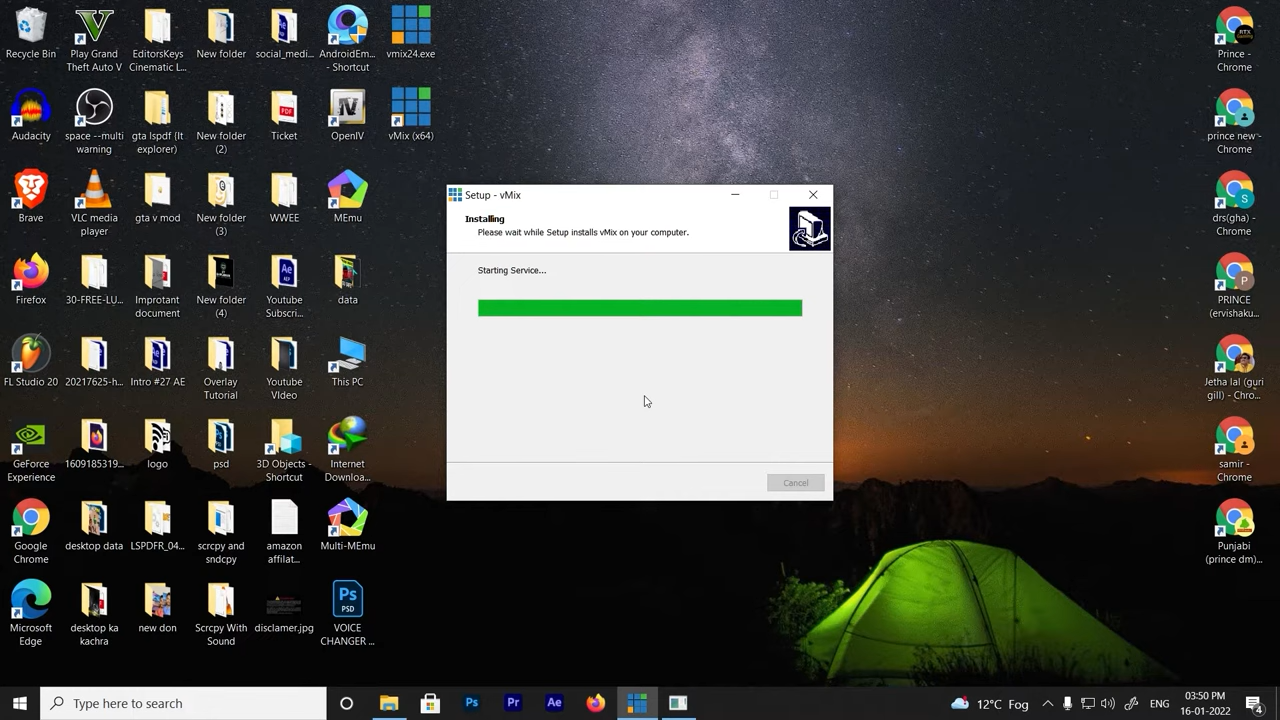 Recycle Bin
Play Grand
Theft Auto V
EditorsKeys
Cinematic L...
New folder
social_medi...
AndroidEm...
- Shortcut
vmix24.exe
Prince -
Chrome
Audacity
space --multi
warning
gta lspdf (It
explorer)
New folder
(2)
Ticket
OpenIV
vMix (x64)
prince new -
Chrome
Brave
VLC media
player
gta v mod
New folder
(3)
WWEE
MEmu
drs(gha) -
Chrome
Firefox
30-FREE-LU...
Improtant
document
New folder
(4)
Youtube
Subscri...
data
PRINCE
(ervishaku...
FL Studio 20
20217625-h...
Intro #27 AE
Overlay
Tutorial
Youtube
VIdeo
This PC
Jetha lal (guri
gill) - Chro...
GeForce
Experience
1609185319...
logo
psd
3D Objects -
Shortcut
Internet
Downloa...
samir -
Chrome
Google
Chrome
desktop data
LSPDFR_04...
scrcpy and
sndcpy
amazon
affilat...
Multi-MEmu
Punjabi
(prince dm)...
Microsoft
Edge
desktop ka
kachra
new don
Scrcpy With
Sound
disclamer.jpg
VOICE
CHANGER ...
Setup - vMix
Installing
Please wait while Setup installs vMix on your computer.
Starting Service...
Cancel
Type here to search
12°C Fog
ENG
03:50 PM
16-01-2022